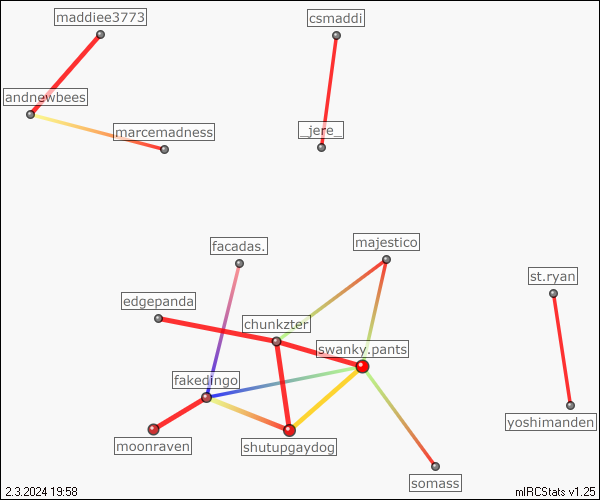 maddiee3773
csmaddi
andnewbees
marcemadness
_jere_
facadas.
majestico
st.ryan
edgepanda
chunkzter
swanky.pants
fakedingo
yoshimanden
moonraven
shutupgaydog
somass
2.3.2024 19:58
mIRCStats v1.25